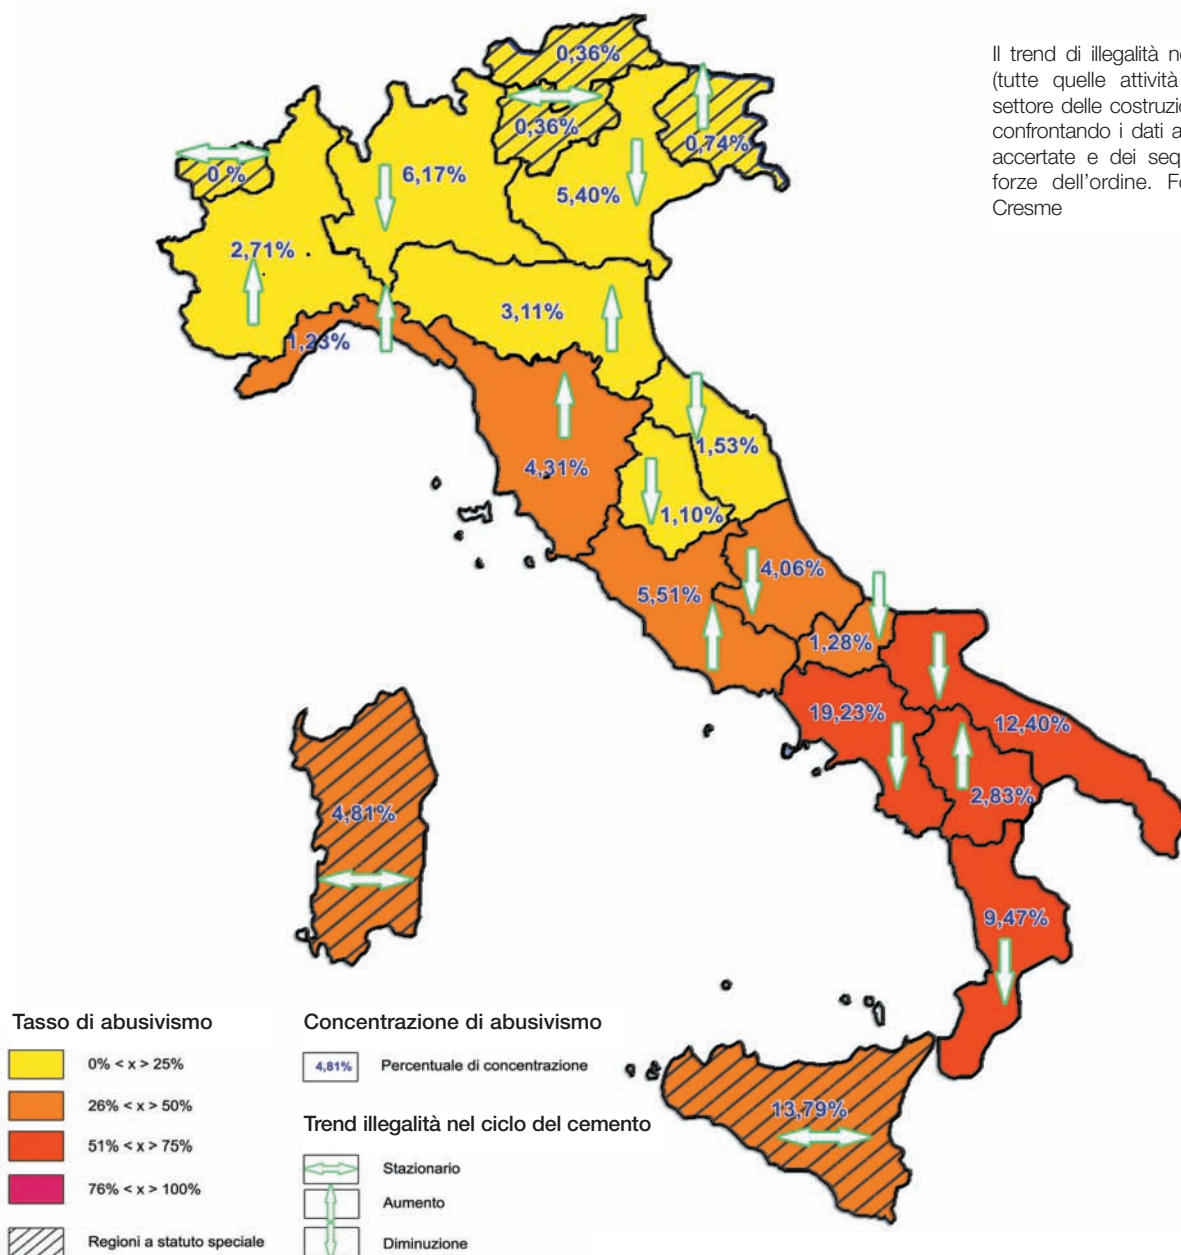 Il trend di illegalità
(tutte quelle attività
settore delle costruzio
confrontando i dati a
accertate e dei seq
forze dell'ordine. F
Cresme
0,36%
0,36%
0,74%
0 %
6,17%
5,40%
2,71%
3,11%
1,23%
1,53%
4,31%
1,10%
4,06%
5,51%
1,28%
19,23%
12,40%
2,83%
4,81%
9,47%
13,79%
Tasso di abusivismo
0% < x > 25%
26% < x > 50%
51% < x > 75%
76% < x > 100%
Regioni a statuto speciale
Concentrazione di abusivismo
4,81% Percentuale di concentrazione
Trend illegalità nel ciclo del cemento
Stazionario
Aumento
Diminuzione